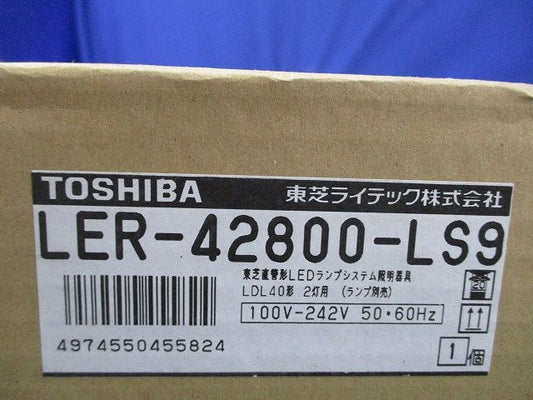 TOSHIBA 東芝ライテック株式会社
LER-42800-LS9
東芝直管形LEDランプシステム照明器具
LDL40形 2灯用 (ランプ別売)
100V-242V 50・60Hz
20
4974550455824
1個